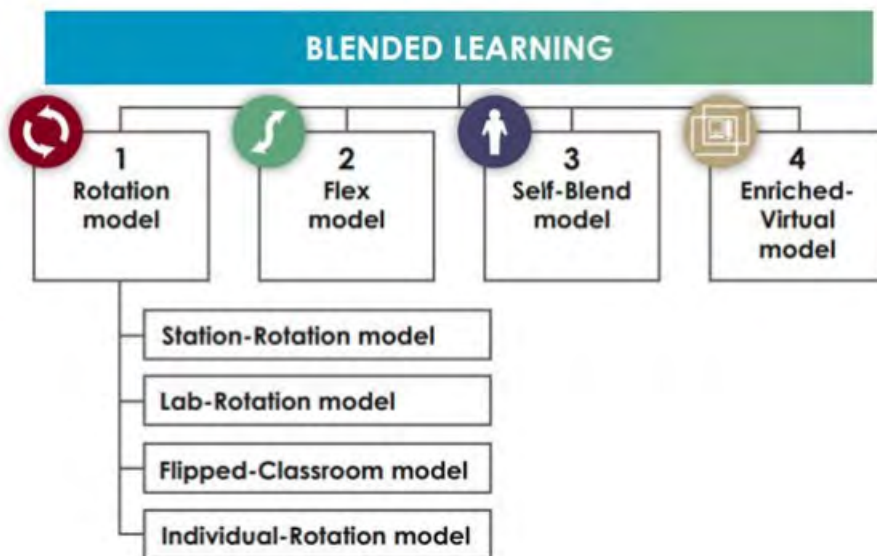 BLENDED LEARNING
1
Rotation
model
2
Flex
model
3
Self-Blend
model
4
Enriched-
Virtual
model
Station-Rotation model
Lab-Rotation model
Flipped-Classroom model
Individual-Rotation model